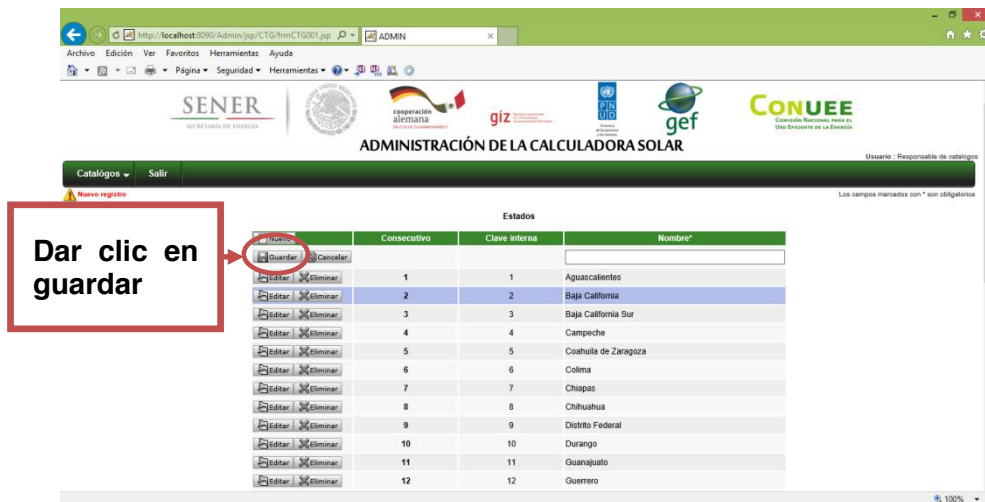 http://localhost:8090/Admin/jsp/CTG/frmCTG001.jsp
ADMIN
Archivo Edición Ver Favoritos Herramientas Ayuda
Página Seguridad Herramientas
SENER
SECRETARÍA DE ENERGÍA
cooperación
alemana
DEUTSCHE ZUSAMMENARBEIT
giz
P N
U D
gef
CONUEE
COMISIÓN NACIONAL PARA EL
USO EFICIENTE DE LA ENERGÍA
ADMINISTRACIÓN DE LA CALCULADORA SOLAR
Usuario : Responsable de catalogos
Catálogos Salir
Nuevo registro
Los campos marcados con * son obligatorios
Estados
Dar clic en
guardar
Nuevo Consecutivo Clave interna Nombre*
Guardar Cancelar
Editar Eliminar 1 1 Aguascalientes
Editar Eliminar 2 2 Baja California
Editar Eliminar 3 3 Baja California Sur
Editar Eliminar 4 4 Campeche
Editar Eliminar 5 5 Coahuila de Zaragoza
Editar Eliminar 6 6 Colima
Editar Eliminar 7 7 Chiapas
Editar Eliminar 8 8 Chihuahua
Editar Eliminar 9 9 Distrito Federal
Editar Eliminar 10 10 Durango
Editar Eliminar 11 11 Guanajuato
Editar Eliminar 12 12 Guerrero
100%